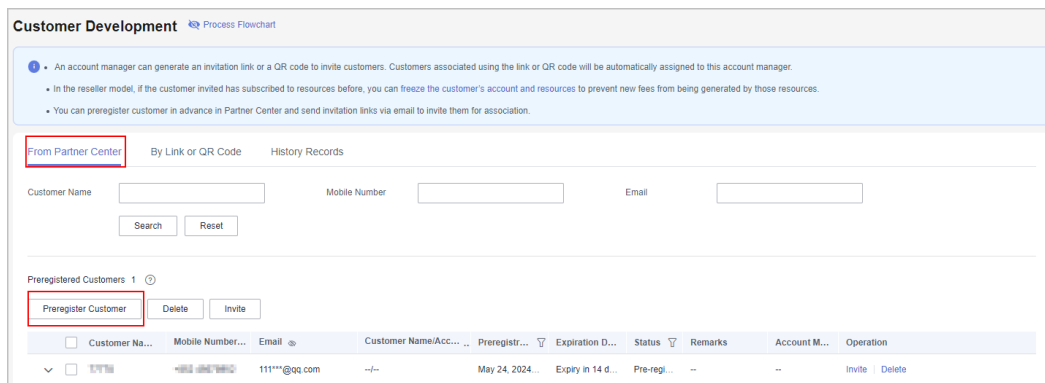 Customer Development Process Flowchart
An account manager can generate an invitation link or a QR code to invite customers. Customers associated using the link or QR code will be automatically assigned to this account manager.
In the reseller model, if the customer invited has subscribed to resources before, you can freeze the customer's account and resources to prevent new fees from being generated by those resources.
You can preregister customer in advance in Partner Center and send invitation links via email to invite them for association.
From Partner Center By Link or QR Code History Records
Customer Name Mobile Number Email
Search Reset
Preregistered Customers 1
Preregister Customer Delete Invite
Customer Na... Mobile Number... Email Customer Name/Acc... Preregistr... Expiration D... Status Remarks Account M... Operation
111***@qq.com --/-- May 24, 2024... Expiry in 14 d... Pre-regi... -- -- Invite Delete